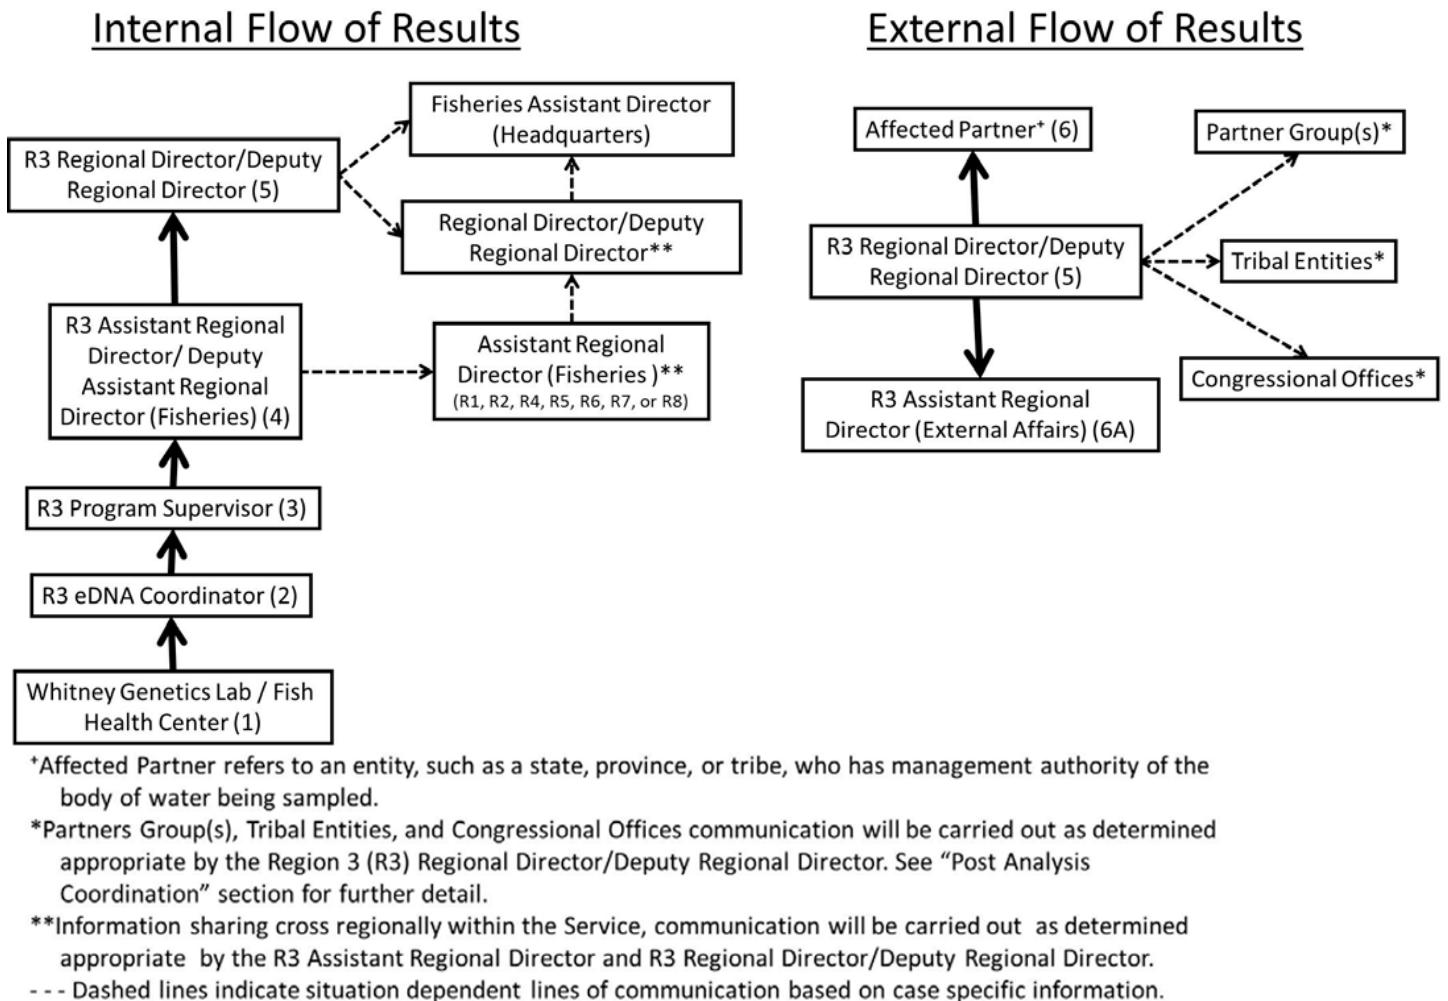 Internal Flow of Results
Fisheries Assistant Director
(Headquarters)
R3 Regional Director/Deputy
Regional Director (5)
Regional Director/Deputy
Regional Director**
R3 Assistant Regional
Director/ Deputy
Assistant Regional
Director (Fisheries) (4)
Assistant Regional
Director (Fisheries )**
(R1, R2, R4, R5, R6, R7, or R8)
R3 Program Supervisor (3)
R3 eDNA Coordinator (2)
Whitney Genetics Lab / Fish
Health Center (1)
External Flow of Results
Affected Partner⁺ (6)
Partner Group(s)*
R3 Regional Director/Deputy
Regional Director (5)
Tribal Entities*
Congressional Offices*
R3 Assistant Regional
Director (External Affairs) (6A)
⁺Affected Partner refers to an entity, such as a state, province, or tribe, who has management authority of the
body of water being sampled.
*Partners Group(s), Tribal Entities, and Congressional Offices communication will be carried out as determined
appropriate by the Region 3 (R3) Regional Director/Deputy Regional Director. See “Post Analysis
Coordination” section for further detail.
**Information sharing cross regionally within the Service, communication will be carried out as determined
appropriate by the R3 Assistant Regional Director and R3 Regional Director/Deputy Regional Director.
- - - Dashed lines indicate situation dependent lines of communication based on case specific information.